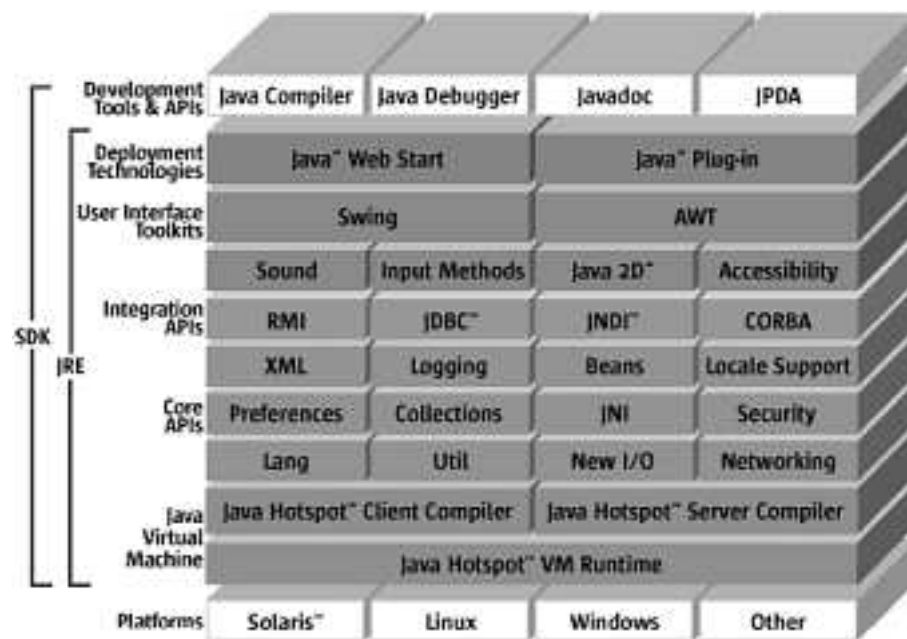 Development
Tools & APIs
Java Compiler
Java Debugger
Javadoc
JPDA
Deployment
Technologies
Java™ Web Start
Java™ Plug-in
User Interface
Toolkits
Swing
AWT
Sound
Input Methods
Java 2D™
Accessibility
Integration
APIs
RMI
JDBC™
JNDI™
CORBA
SDK
JRE
XML
Logging
Beans
Locale Support
Core
APIs
Preferences
Collections
JNI
Security
Lang
Util
New I/O
Networking
Java
Virtual
Machine
Java Hotspot™ Client Compiler
Java Hotspot™ Server Compiler
Java Hotspot™ VM Runtime
Platforms
Solaris™
Linux
Windows
Other